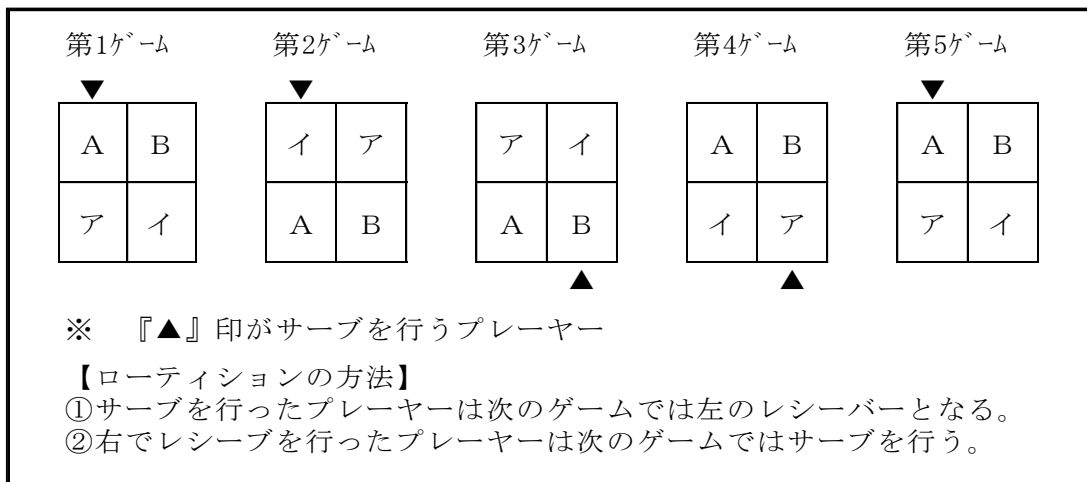 第1ｹﾞｰﾑ 第2ｹﾞｰﾑ 第3ｹﾞｰﾑ 第4ｹﾞｰﾑ 第5ｹﾞｰﾑ
▼ ▼ ▼
A B イ ア ア イ A B A B
ア イ A B A B イ ア ア イ
▲ ▲
※ 『▲』印がサーブを行うプレーヤー
【ローティションの方法】
①サーブを行ったプレーヤーは次のゲームでは左のレシーバーとなる。
②右でレシーブを行ったプレーヤーは次のゲームではサーブを行う。